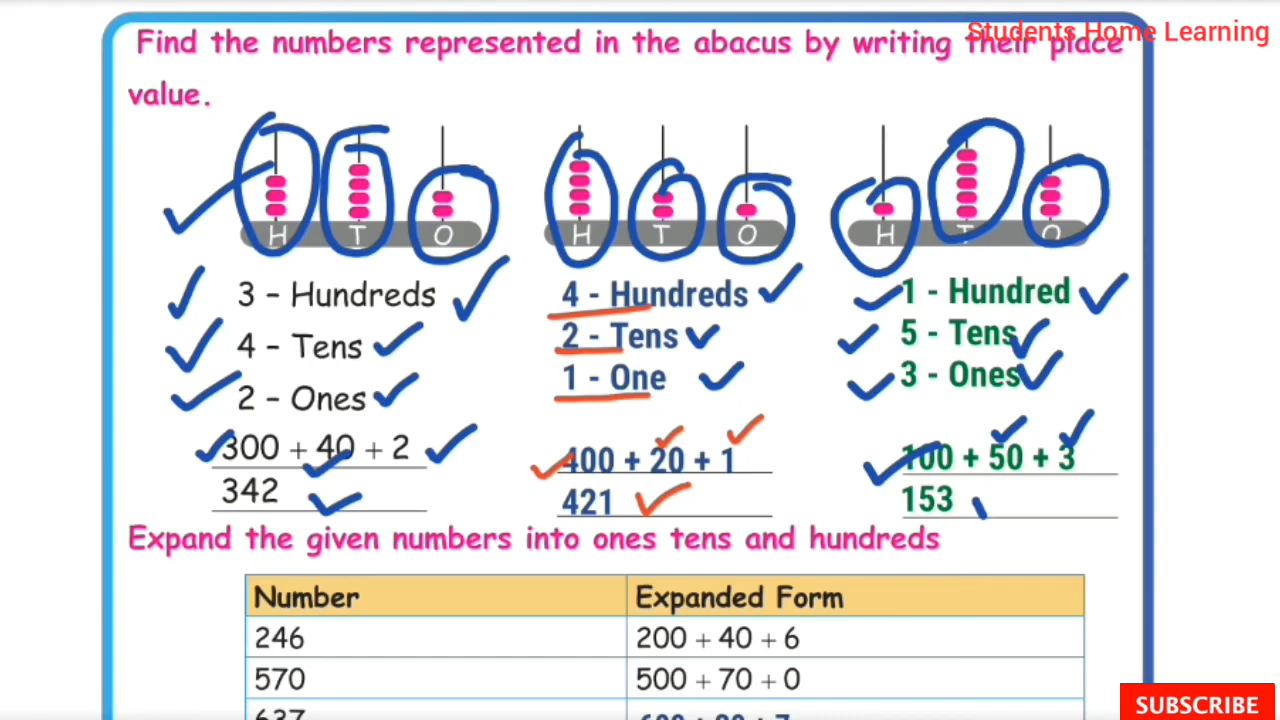 Students Home Learning
Find the numbers represented in the abacus by writing their place
value.
H T O H T O H T O
3 - Hundreds 4 - Hundreds 1 - Hundred
4 - Tens 2 - Tens 5 - Tens
2 - Ones 1 - One 3 - Ones
300 + 40 + 2 400 + 20 + 1 100 + 50 + 3
342 421 153
Expand the given numbers into ones tens and hundreds
Number Expanded Form
246 200 + 40 + 6
570 500 + 70 + 0
637
SUBSCRIBE